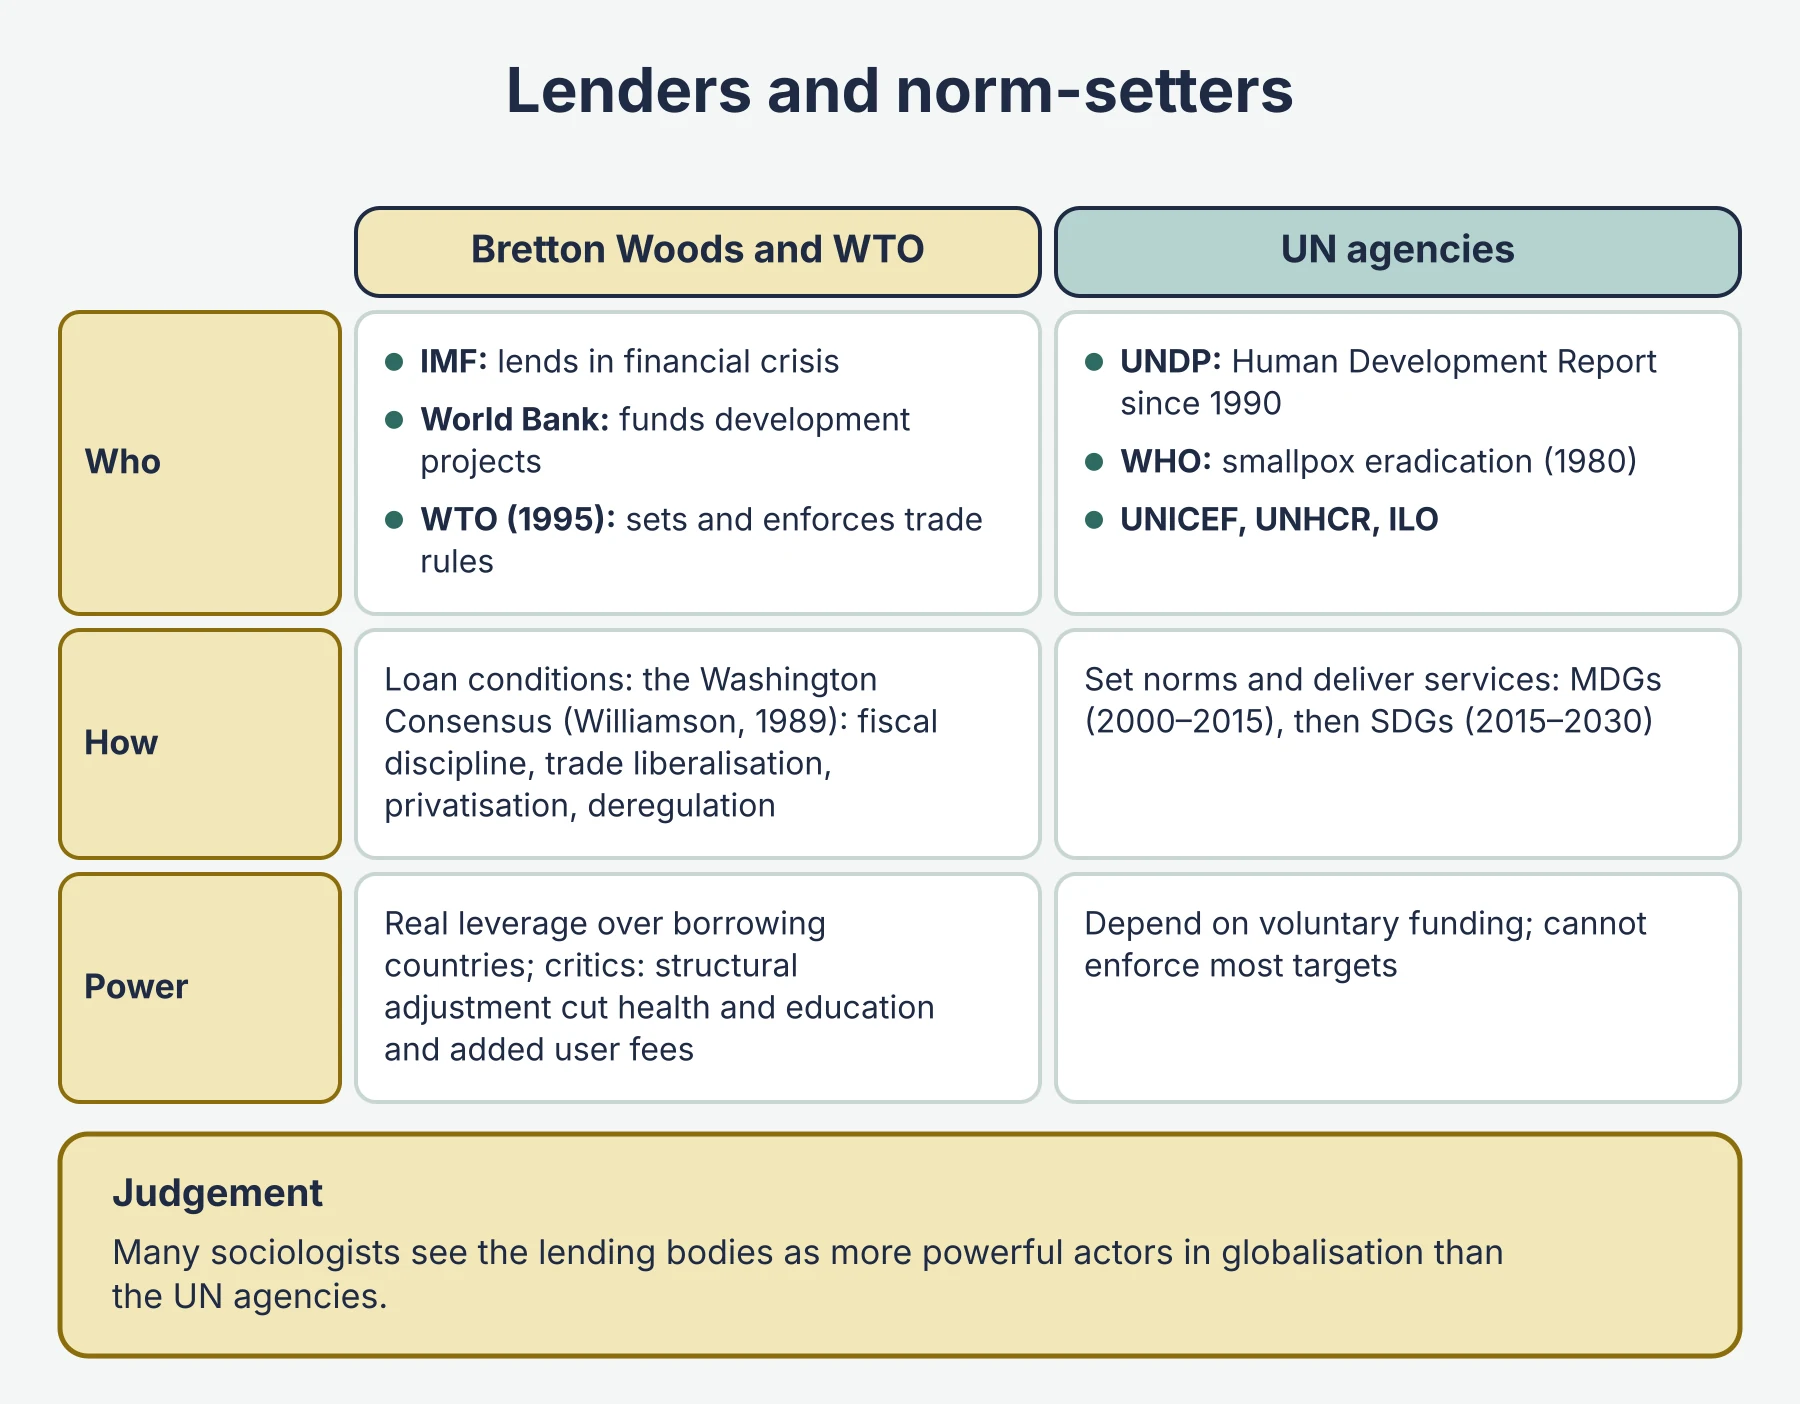 Lenders and norm-setters
Bretton Woods and WTO
UN agencies
Who
IMF: lends in financial crisis
World Bank: funds development
projects
WTO (1995): sets and enforces trade
rules
UNDP: Human Development Report
since 1990
WHO: smallpox eradication (1980)
UNICEF, UNHCR, ILO
How
Loan conditions: the Washington
Consensus (Williamson, 1989): fiscal
discipline, trade liberalisation,
privatisation, deregulation
Set norms and deliver services: MDGs
(2000–2015), then SDGs (2015–2030)
Power
Real leverage over borrowing
countries; critics: structural
adjustment cut health and education
and added user fees
Depend on voluntary funding; cannot
enforce most targets
Judgement
Many sociologists see the lending bodies as more powerful actors in globalisation than
the UN agencies.